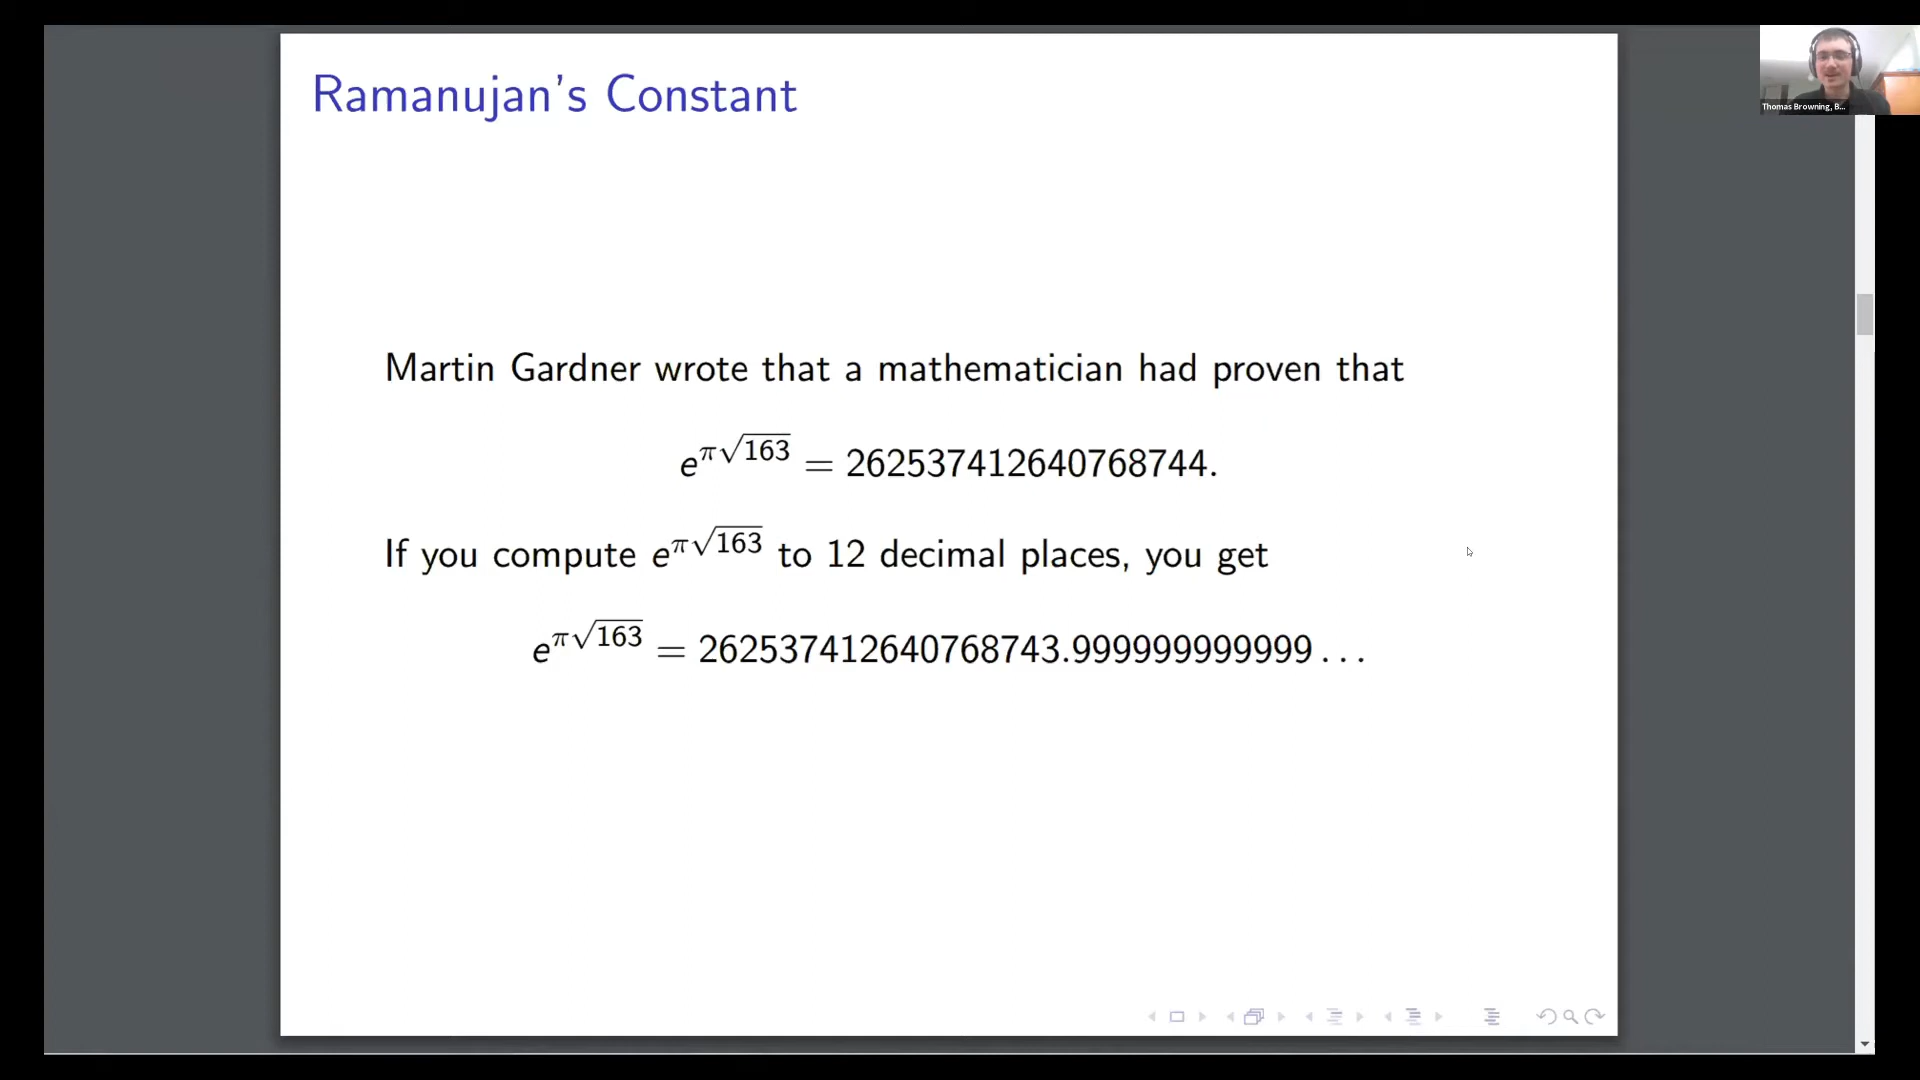 Ramanujan's Constant
Thomas Browning, B...
Martin Gardner wrote that a mathematician had proven that
e^{π√163} = 262537412640768744.
If you compute e^{π√163} to 12 decimal places, you get
e^{π√163} = 262537412640768743.999999999999...